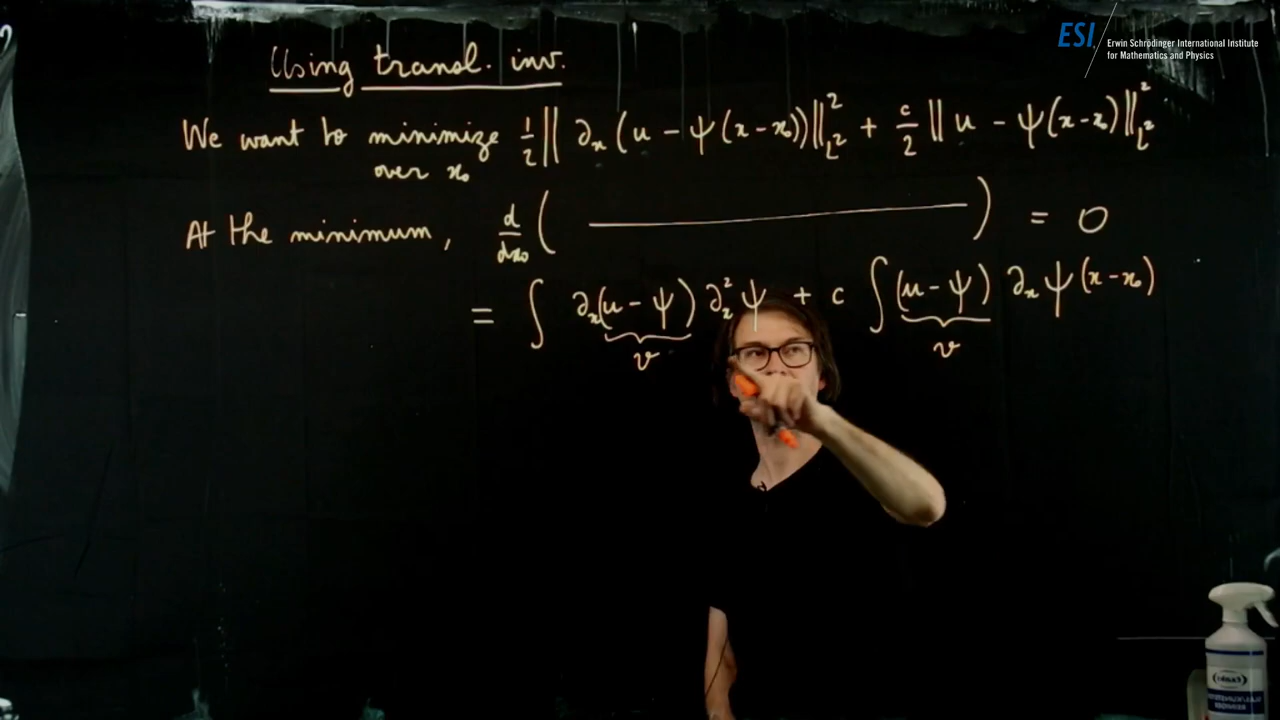 ESI
Erwin Schrödinger International Institute
for Mathematics and Physics
Using transl. inv.
We want to minimize ½‖ ∂ₓ(u − ψ(x−x₀))‖²_{L²} + c/2 ‖u − ψ(x−x₀)‖²_{L²}
over x₀
At the minimum, d/dx₀ ( ——— ) = 0
= ∫ ∂ₓ(u − ψ) ∂ₓ²ψ + c ∫(u − ψ) ∂ₓψ(x−x₀)
v v